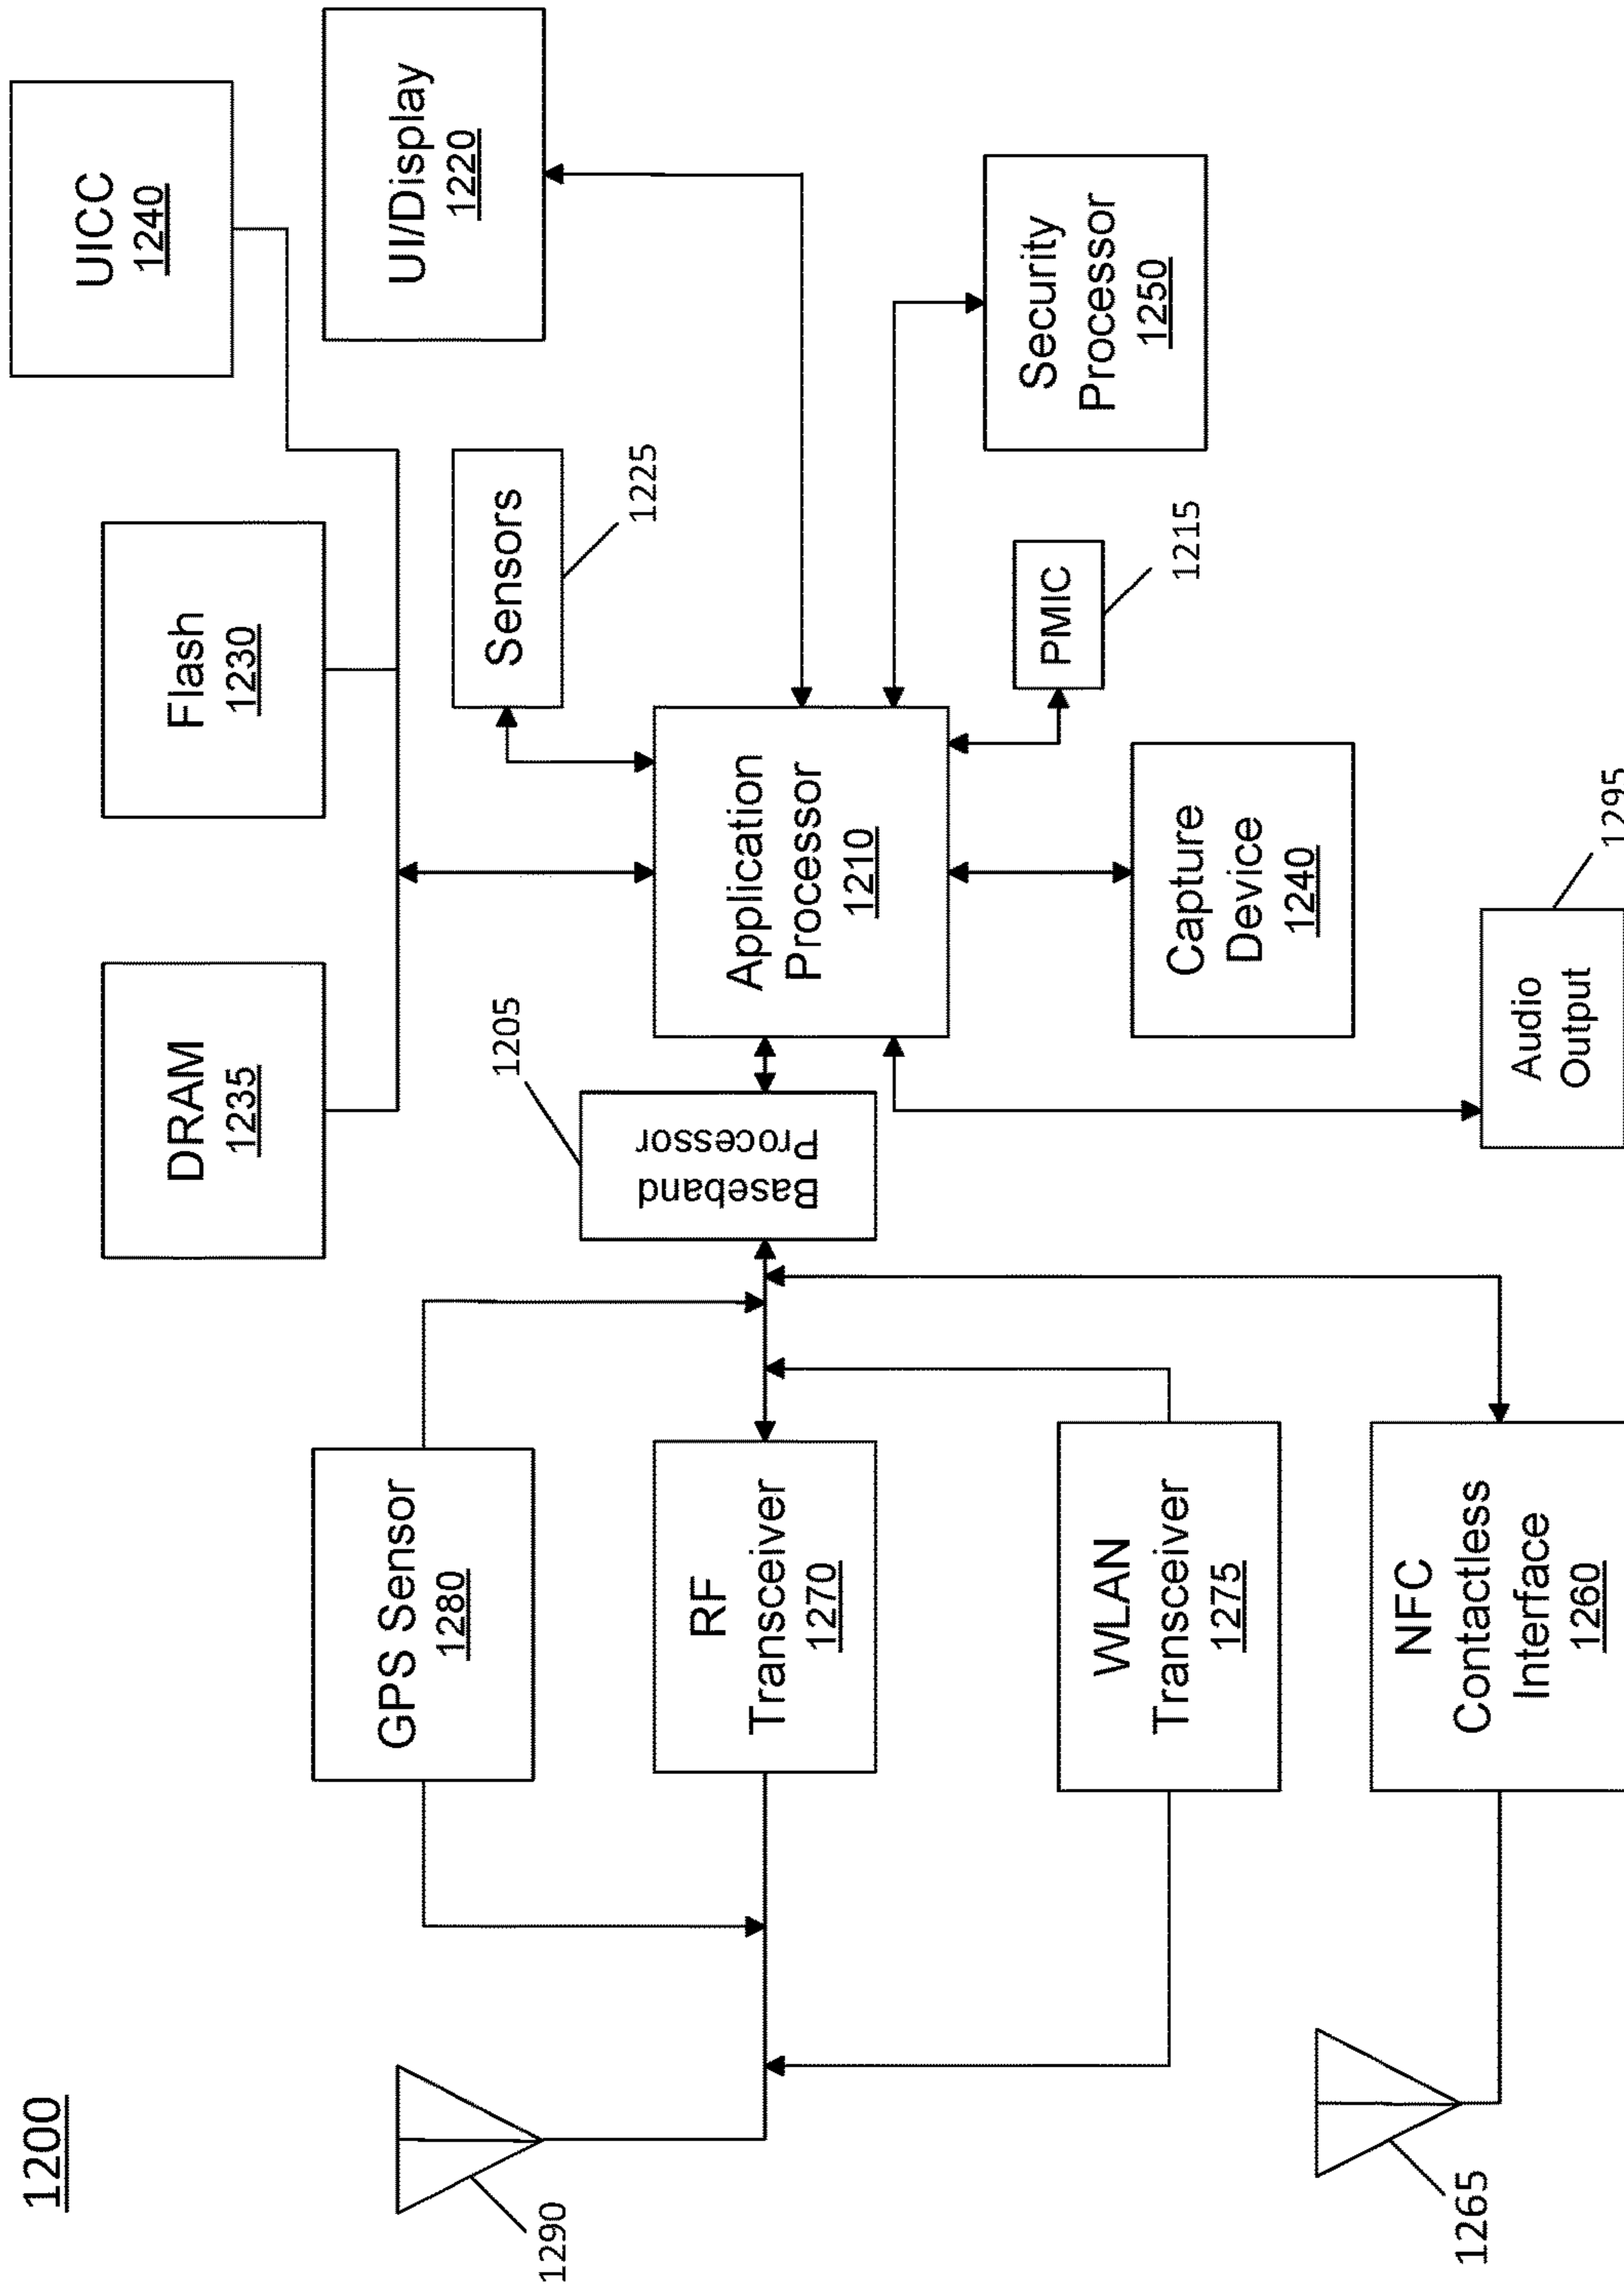 1200
UICC
1240
DRAM
1235
Flash
1230
UI/Display
1220
Sensors
1225
GPS Sensor
1280
1290
1205
Baseband
Processor
Application
Processor
1210
RF
Transceiver
1270
Security
Processor
1250
PMIC
1215
WLAN
Transceiver
1275
Capture
Device
1240
NFC
Contactless
Interface
1260
1265
Audio
Output
1295